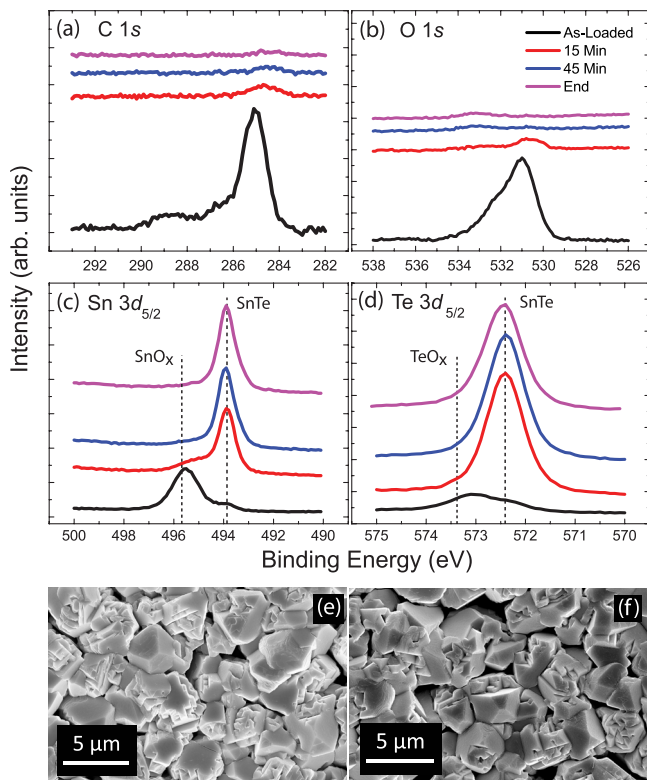 (a) C 1s
(b) O 1s
As-Loaded
15 Min
45 Min
End
292 290 288 286 284 282
538 536 534 532 530 528 526
Intensity (arb. units)
(c) Sn 3d5/2
SnTe
SnOx
(d) Te 3d5/2
SnTe
TeOx
500 498 496 494 492 490
575 574 573 572 571 570
Binding Energy (eV)
(e)
5 μm
(f)
5 μm